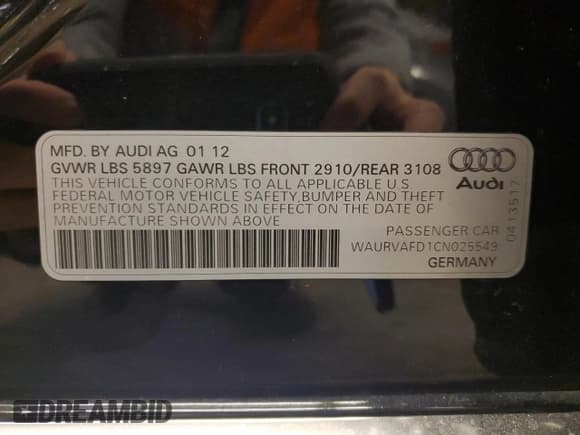 MFD. BY AUDI AG 01 12
GVWR LBS 5897 GAWR LBS FRONT 2910/REAR 3108
THIS VEHICLE CONFORMS TO ALL APPLICABLE U S
FEDERAL MOTOR VEHICLE SAFETY, BUMPER AND THEFT
PREVENTION STANDARDS IN EFFECT ON THE DATE OF
MANUFACTURE SHOWN ABOVE
Audi
PASSENGER CAR
WAURVAFD1CN025549
GERMANY
0413517
DREAMBID